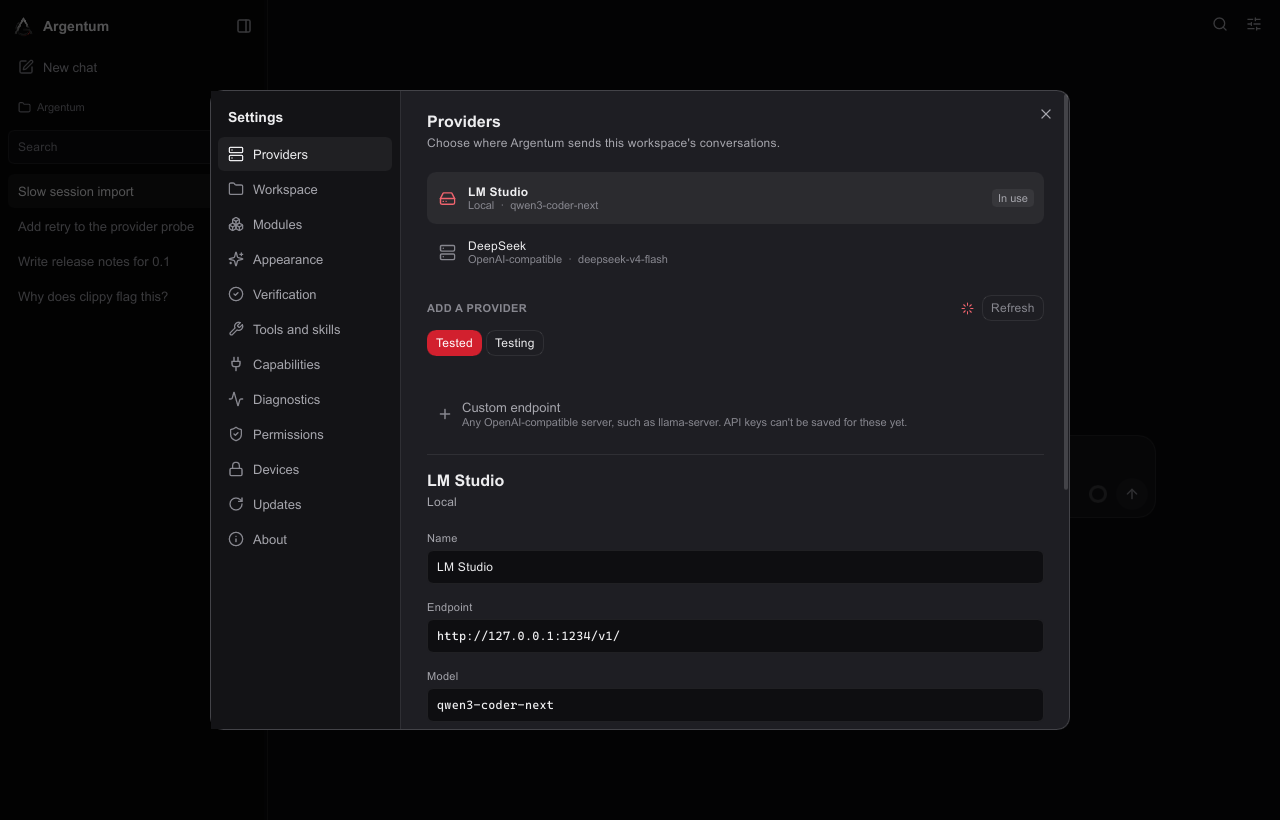 Argentum
New chat
Argentum
Search
Slow session import
Add retry to the provider probe
Write release notes for 0.1
Why does clippy flag this?
Settings
Providers
Workspace
Modules
Appearance
Verification
Tools and skills
Capabilities
Diagnostics
Permissions
Devices
Updates
About
Providers
Choose where Argentum sends this workspace's conversations.
LM Studio
Local · qwen3-coder-next
In use
DeepSeek
OpenAI-compatible · deepseek-v4-flash
ADD A PROVIDER
Refresh
Tested Testing
Custom endpoint
Any OpenAI-compatible server, such as llama-server. API keys can't be saved for these yet.
LM Studio
Local
Name
LM Studio
Endpoint
http://127.0.0.1:1234/v1/
Model
qwen3-coder-next